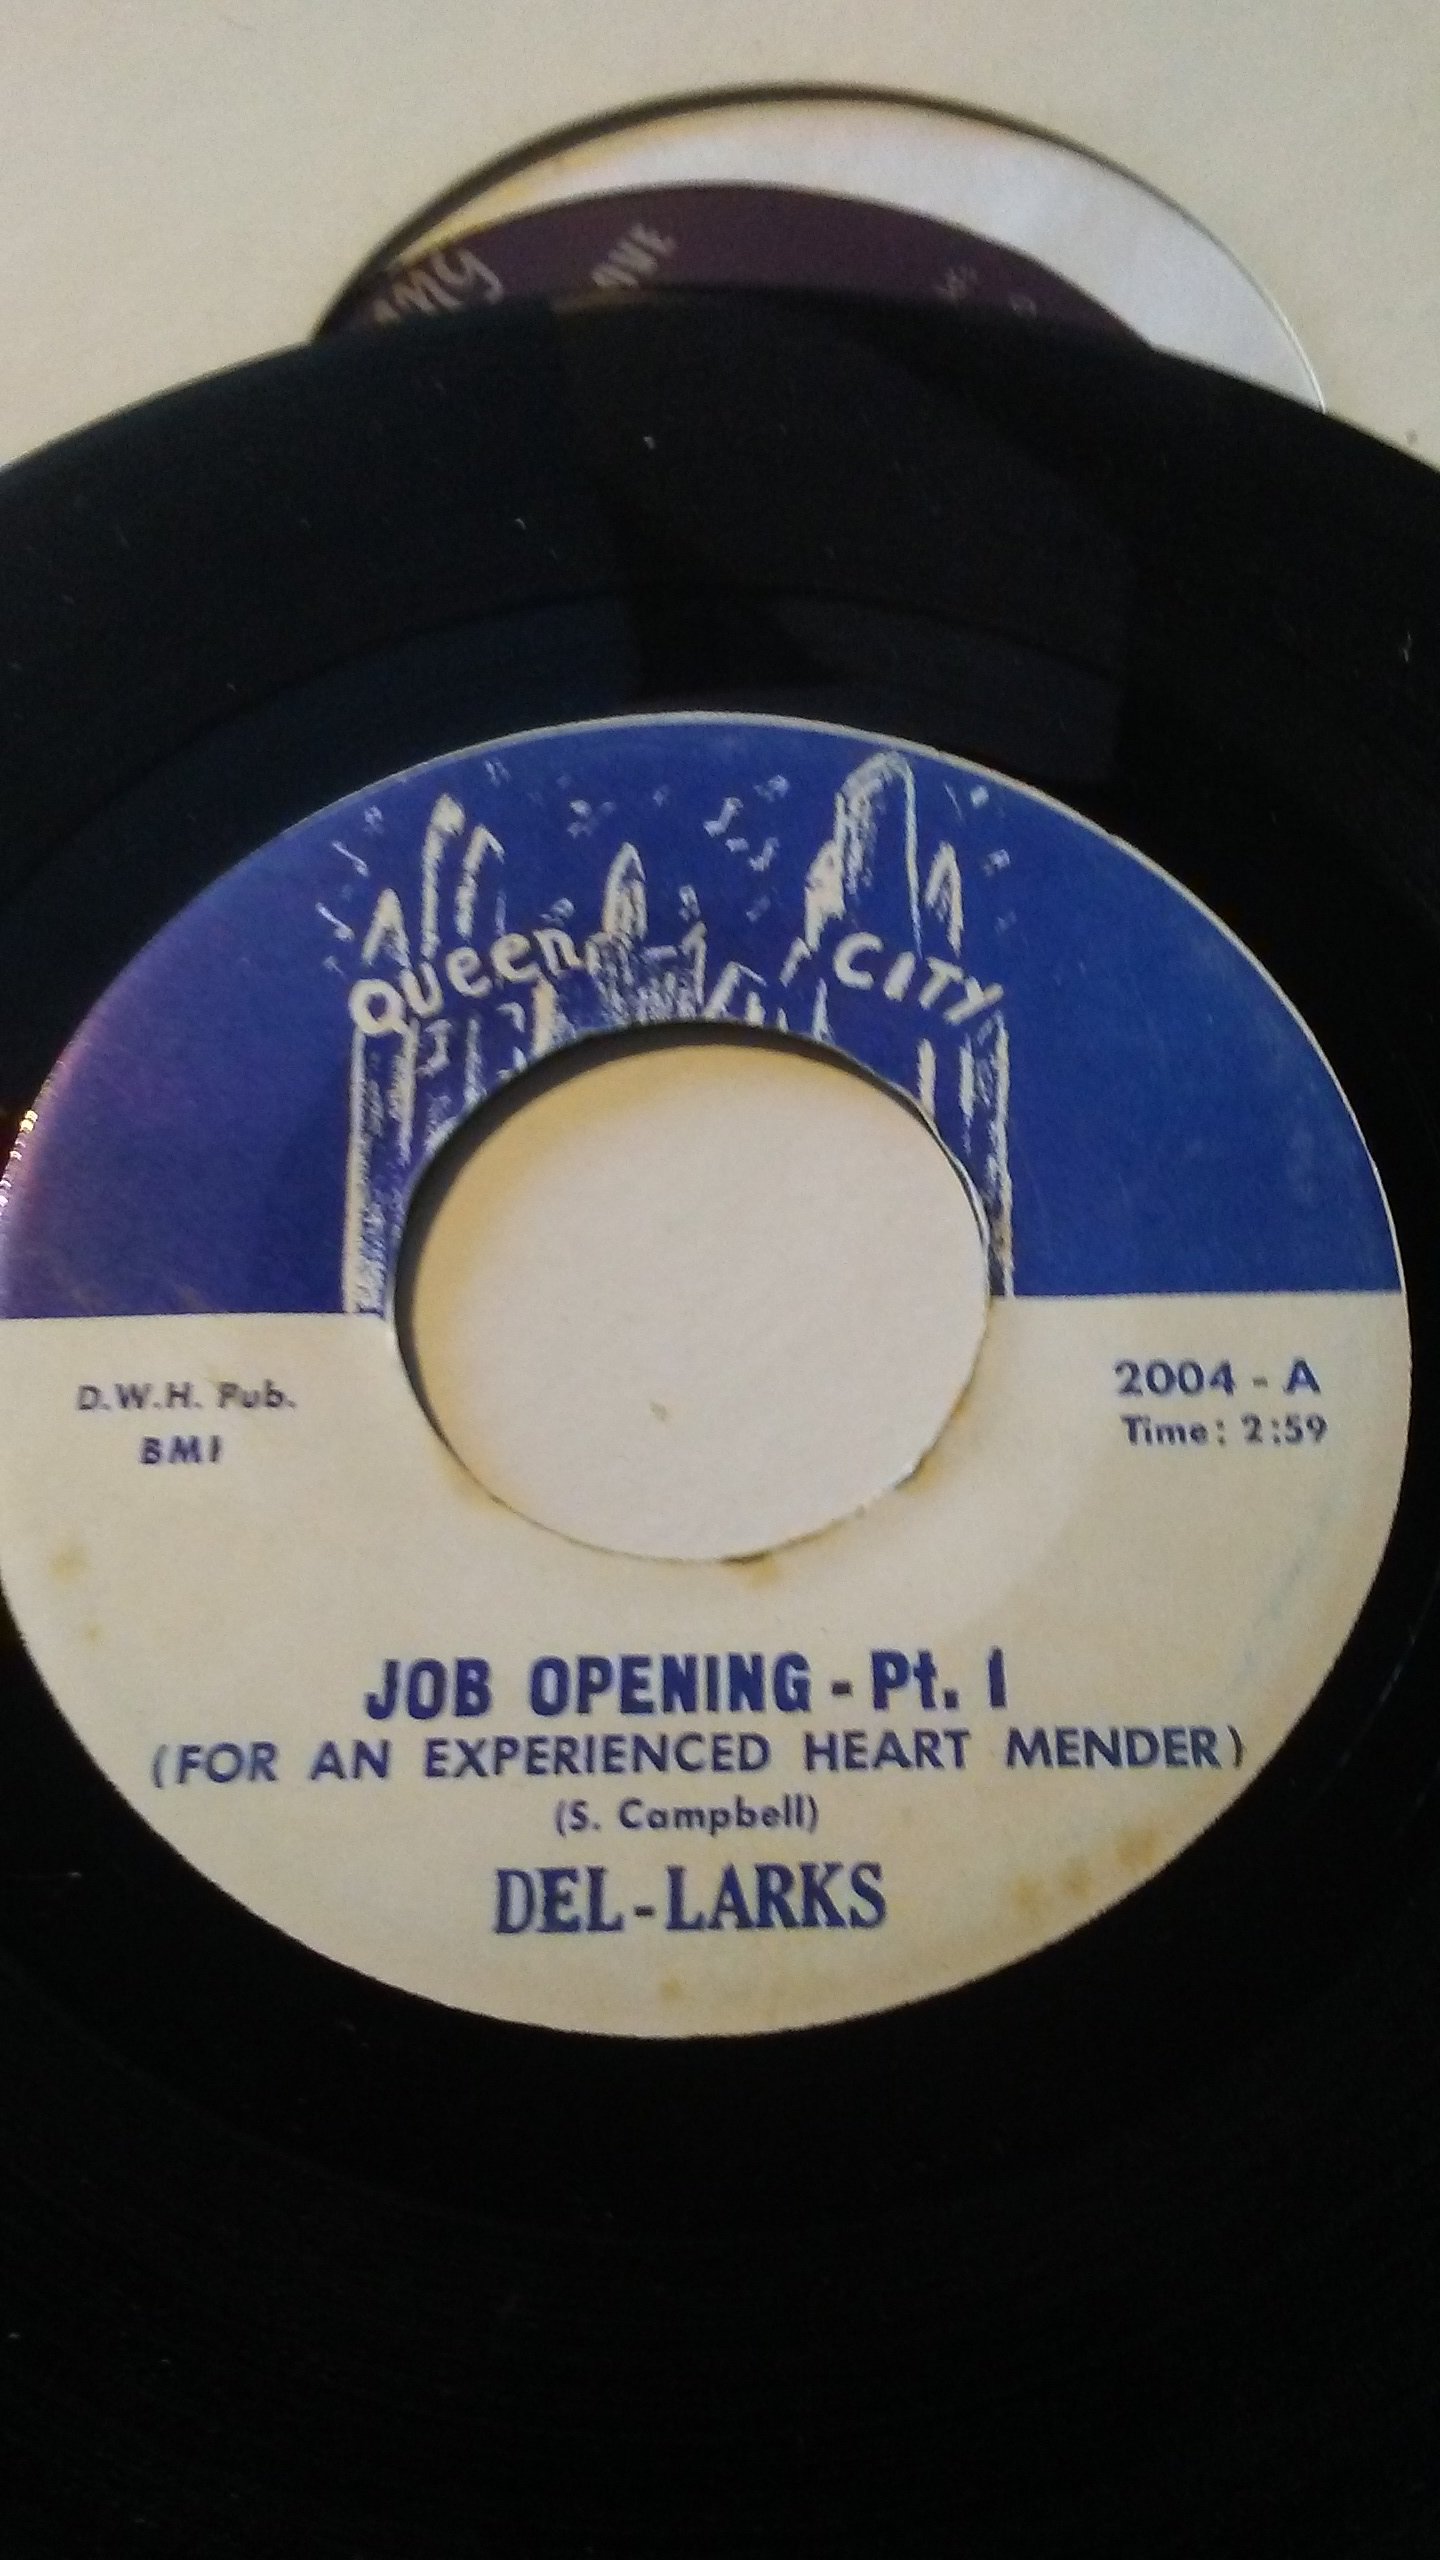 Queen CITY
D.W.H. Pub.
BMI
2004 - A
Time: 2:59
JOB OPENING - Pt. 1
(FOR AN EXPERIENCED HEART MENDER)
(S. Campbell)
DEL-LARKS